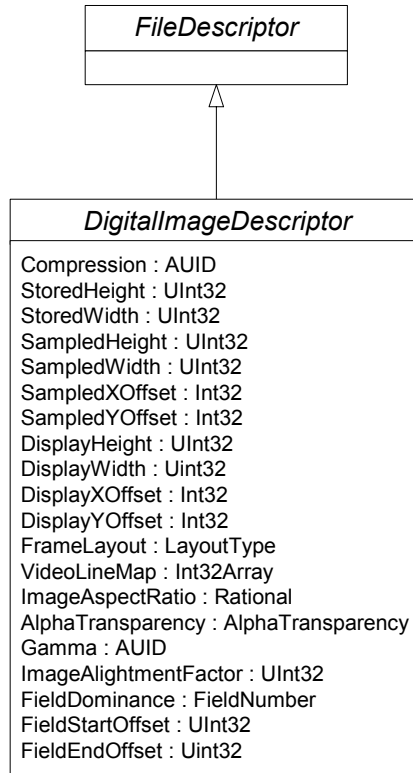 FileDescriptor
DigitalImageDescriptor
Compression : AUID
StoredHeight : UInt32
StoredWidth : UInt32
SampledHeight : UInt32
SampledWidth : UInt32
SampledXOffset : Int32
SampledYOffset : Int32
DisplayHeight : UInt32
DisplayWidth : Uint32
DisplayXOffset : Int32
DisplayYOffset : Int32
FrameLayout : LayoutType
VideoLineMap : Int32Array
ImageAspectRatio : Rational
AlphaTransparency : AlphaTransparency
Gamma : AUID
ImageAlightmentFactor : UInt32
FieldDominance : FieldNumber
FieldStartOffset : UInt32
FieldEndOffset : Uint32